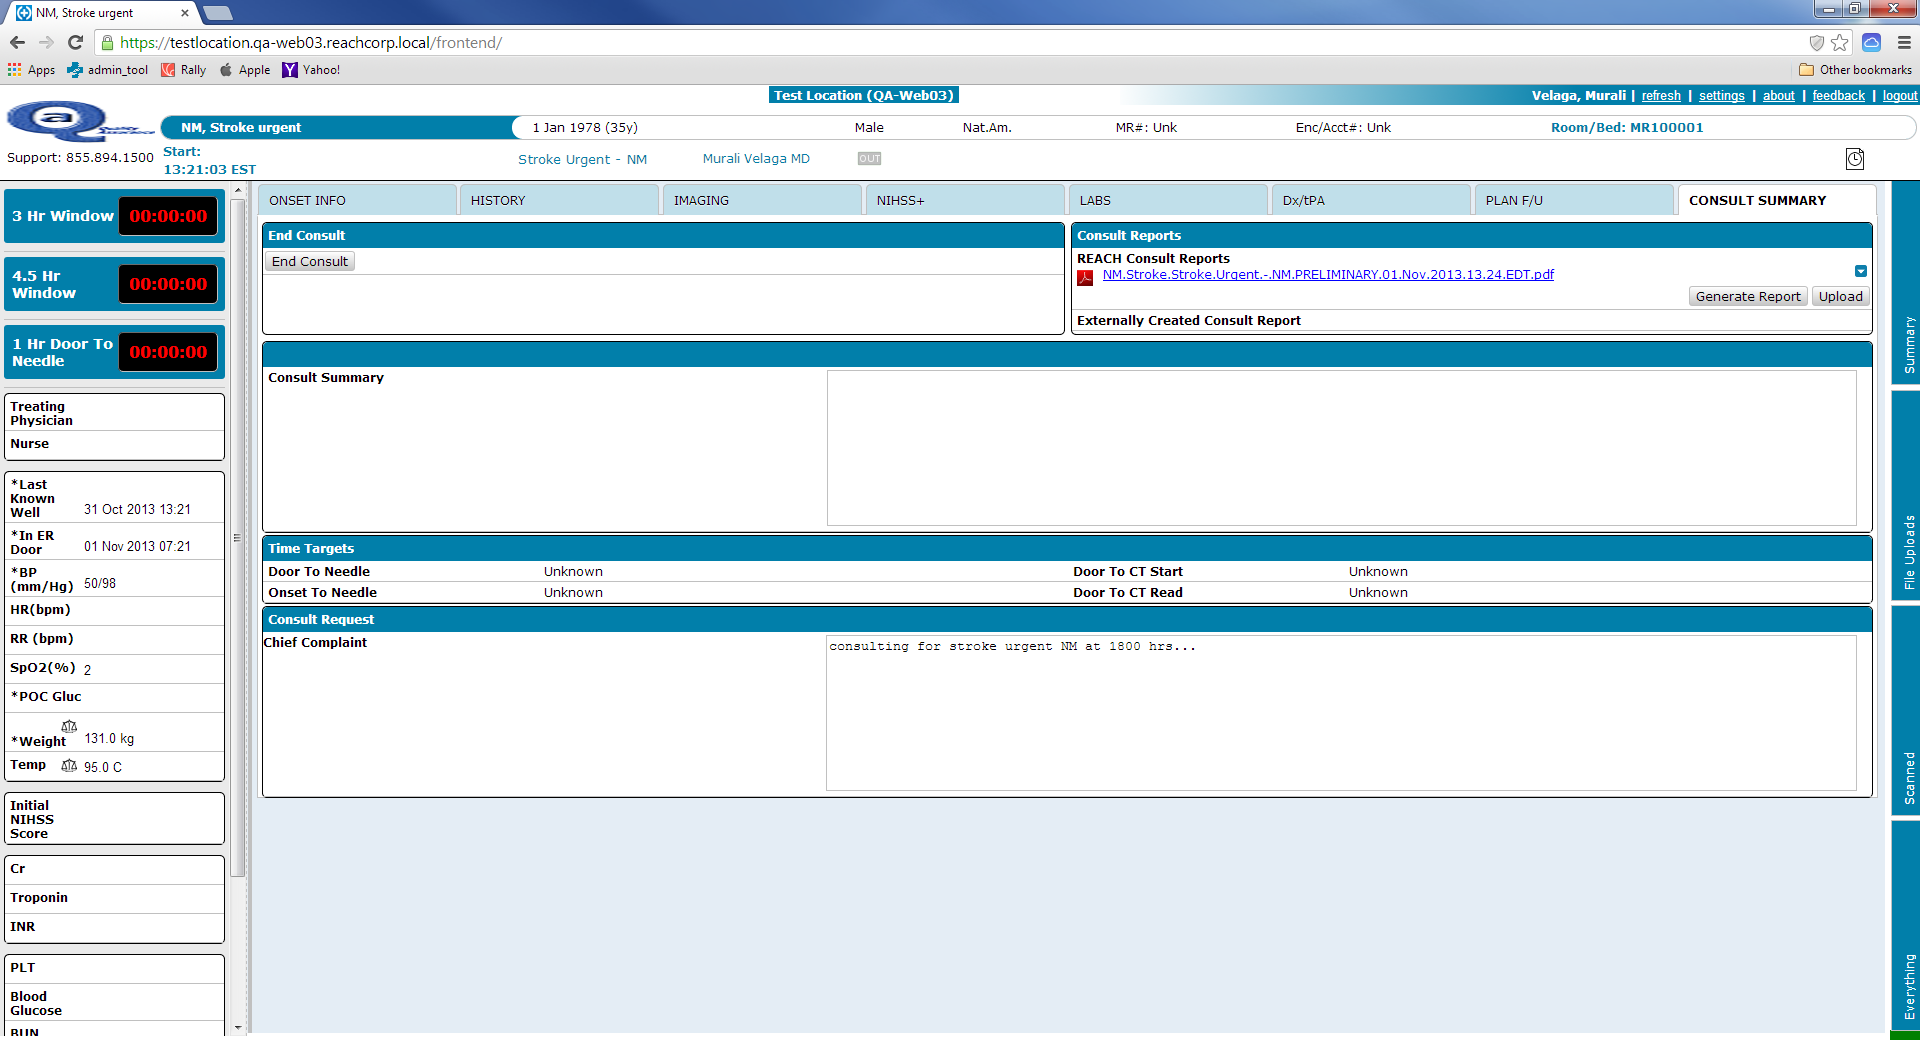 NM, Stroke urgent
https://testlocation.qa-web03.reachcorp.local/frontend/
Apps admin_tool Rally Apple Yahoo! Other bookmarks
Test Location (QA-Web03) Velaga, Murali | refresh | settings | about | feedback | logout
Qa
NM, Stroke urgent 1 Jan 1978 (35y) Male Nat.Am. MR#: Unk Enc/Acct#: Unk Room/Bed: MR100001
Support: 855.894.1500 Start:
13:21:03 EST
Stroke Urgent - NM Murali Velaga MD OUT
3 Hr Window 00:00:00
4.5 Hr
Window 00:00:00
1 Hr Door To
Needle 00:00:00
Treating
Physician
Nurse
*Last
Known
Well 31 Oct 2013 13:21
*In ER
Door 01 Nov 2013 07:21
*BP
(mm/Hg) 50/98
HR(bpm)
RR (bpm)
SpO2(%) 2
*POC Gluc
*Weight 131.0 kg
Temp 95.0 C
Initial
NIHSS
Score
Cr
Troponin
INR
PLT
Blood
Glucose
BUN
ONSET INFO HISTORY IMAGING NIHSS+ LABS Dx/tPA PLAN F/U CONSULT SUMMARY
End Consult
End Consult
Consult Reports
REACH Consult Reports
NM.Stroke.Stroke.Urgent.-.NM.PRELIMINARY.01.Nov.2013.13.24.EDT.pdf
Generate Report Upload
Externally Created Consult Report
Consult Summary
Time Targets
Door To Needle Unknown Door To CT Start Unknown
Onset To Needle Unknown Door To CT Read Unknown
Consult Request
Chief Complaint consulting for stroke urgent NM at 1800 hrs...
Summary
File Uploads
Scanned
Everything